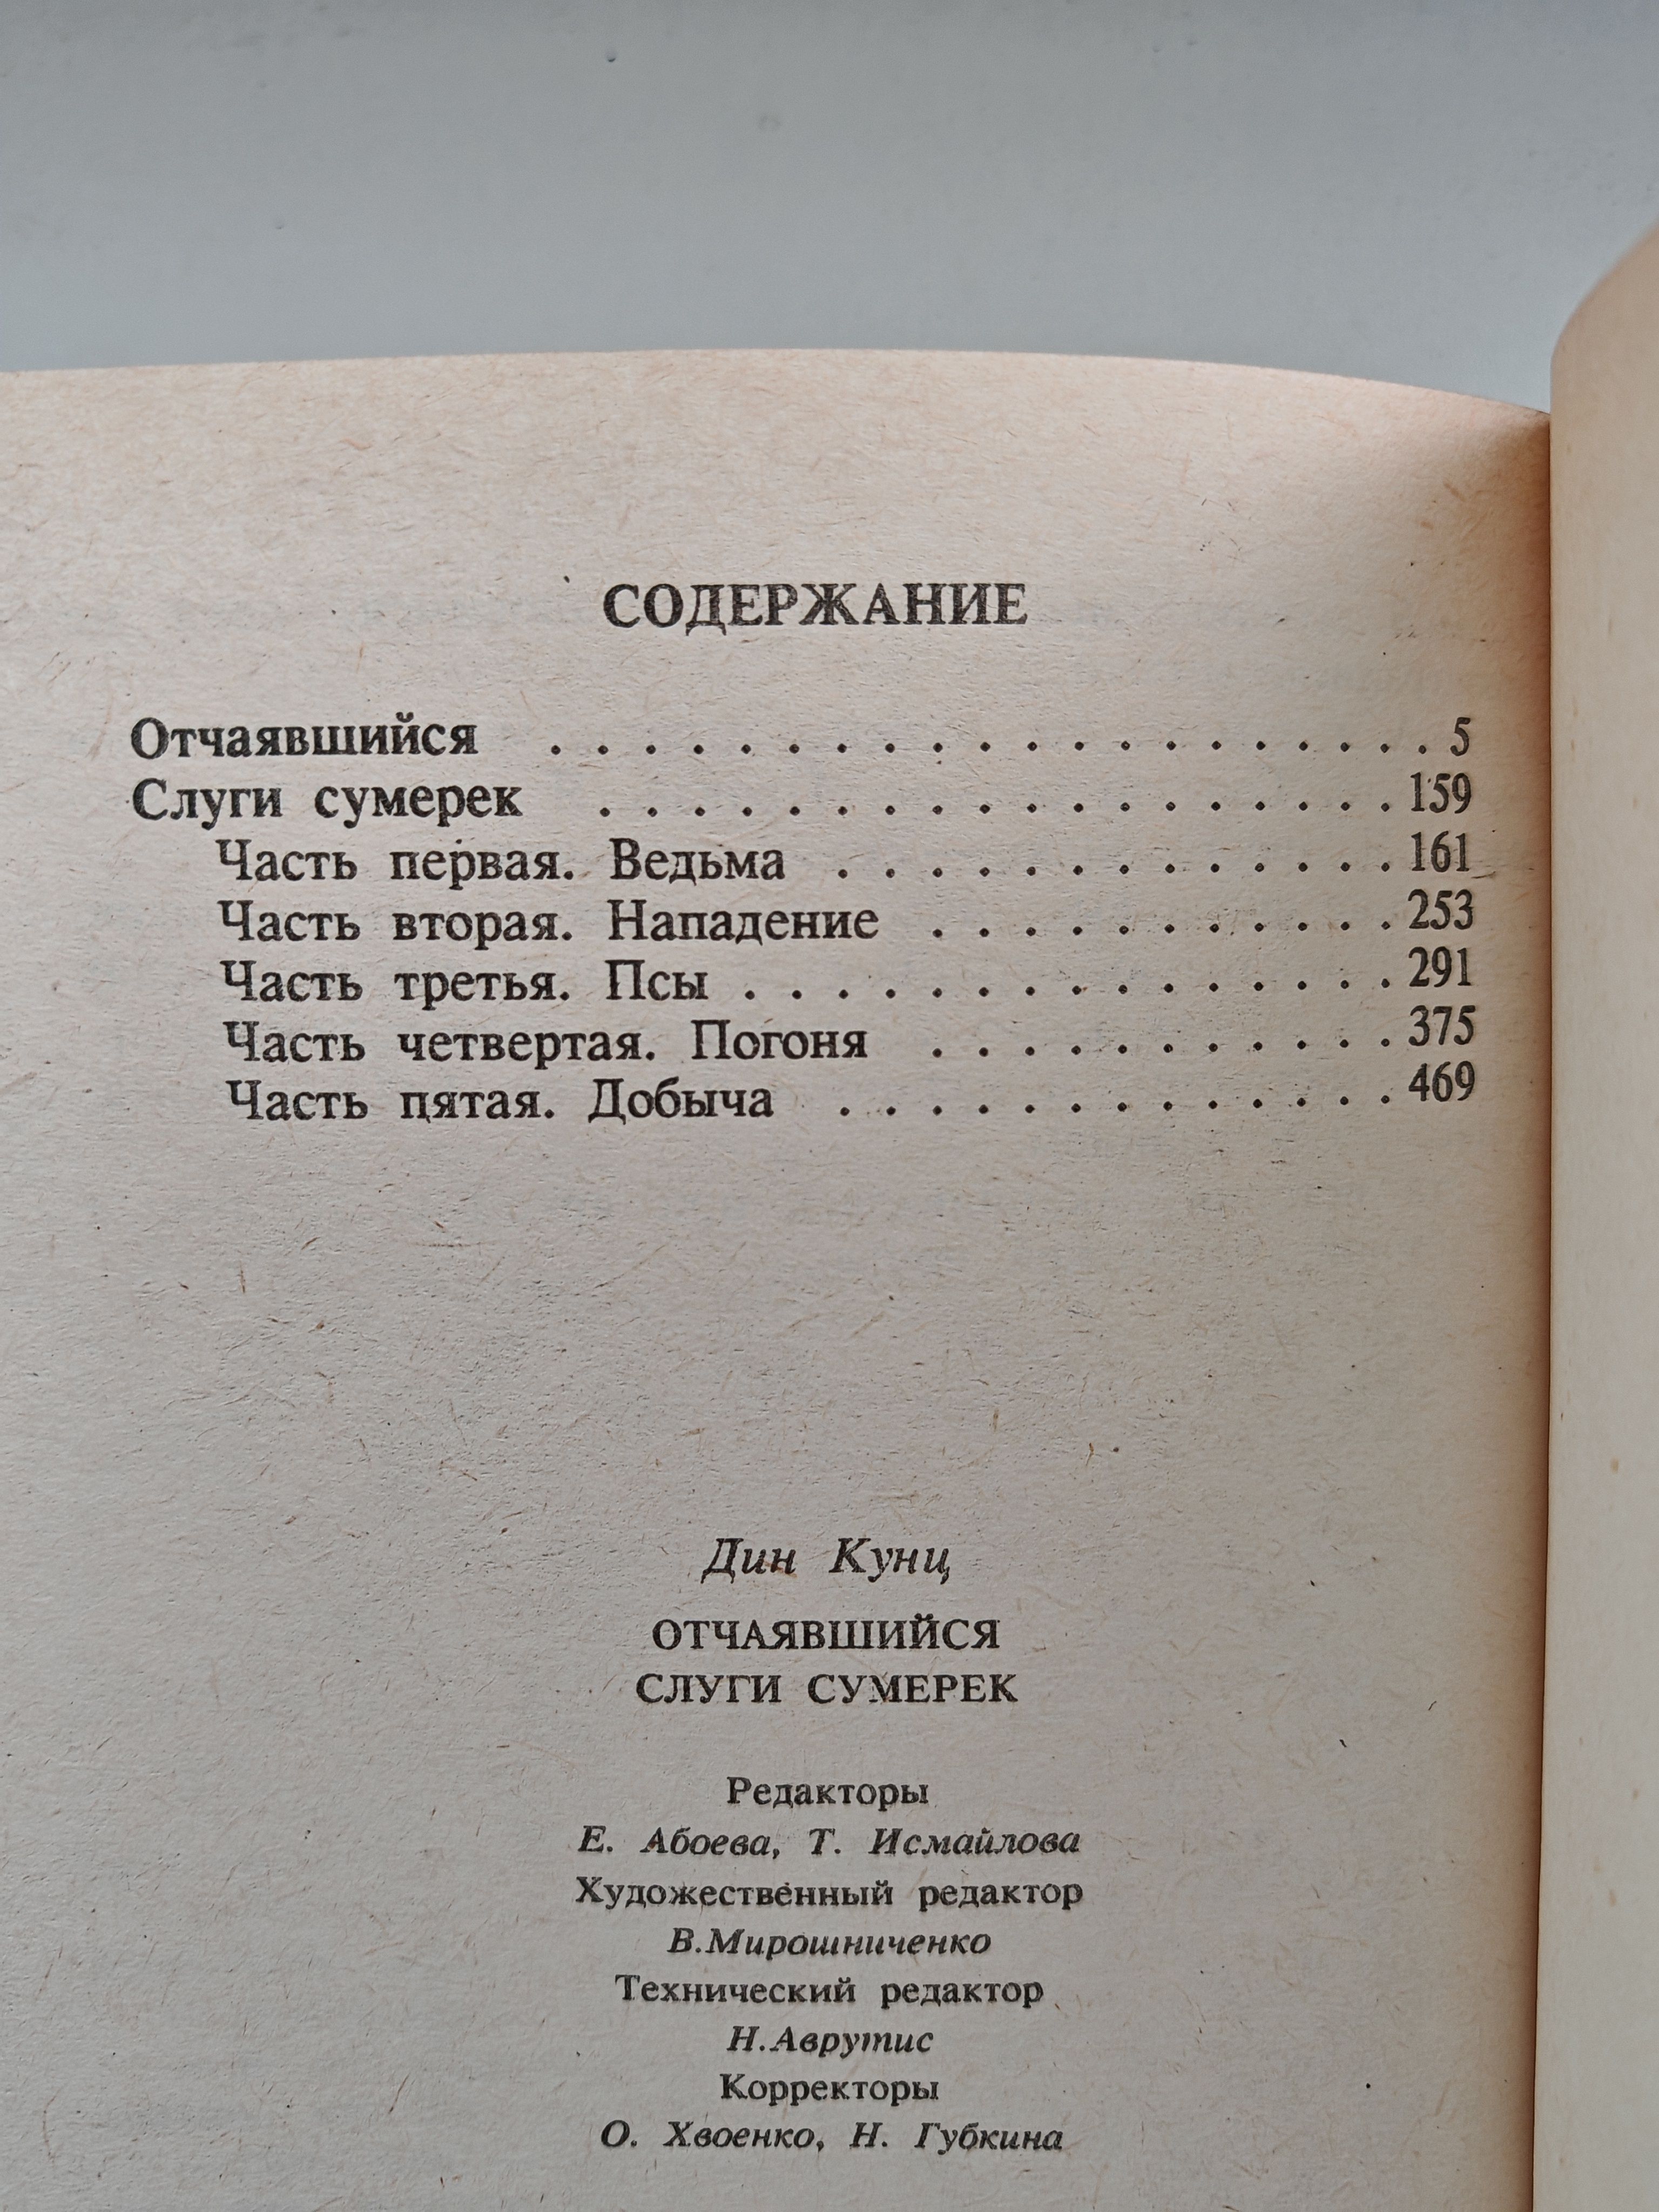 СОДЕРЖАНИЕ
Отчаявшийся . . . . . . . . . . . . . . . . . . . 5
Слуги сумерек . . . . . . . . . . . . . . . . . 159
Часть первая. Ведьма . . . . . . . . . . . . 161
Часть вторая. Нападение . . . . . . . . . . 253
Часть третья. Псы . . . . . . . . . . . . . . 291
Часть четвертая. Погоня . . . . . . . . . . 375
Часть пятая. Добыча . . . . . . . . . . . . 469
Дин Кунц
ОТЧАЯВШИЙСЯ
СЛУГИ СУМЕРЕК
Редакторы
Е. Абоева, Т. Исмайлова
Художественный редактор
В.Мирошниченко
Технический редактор
Н.Аврутис
Корректоры
О. Хвоенко, Н. Губкина